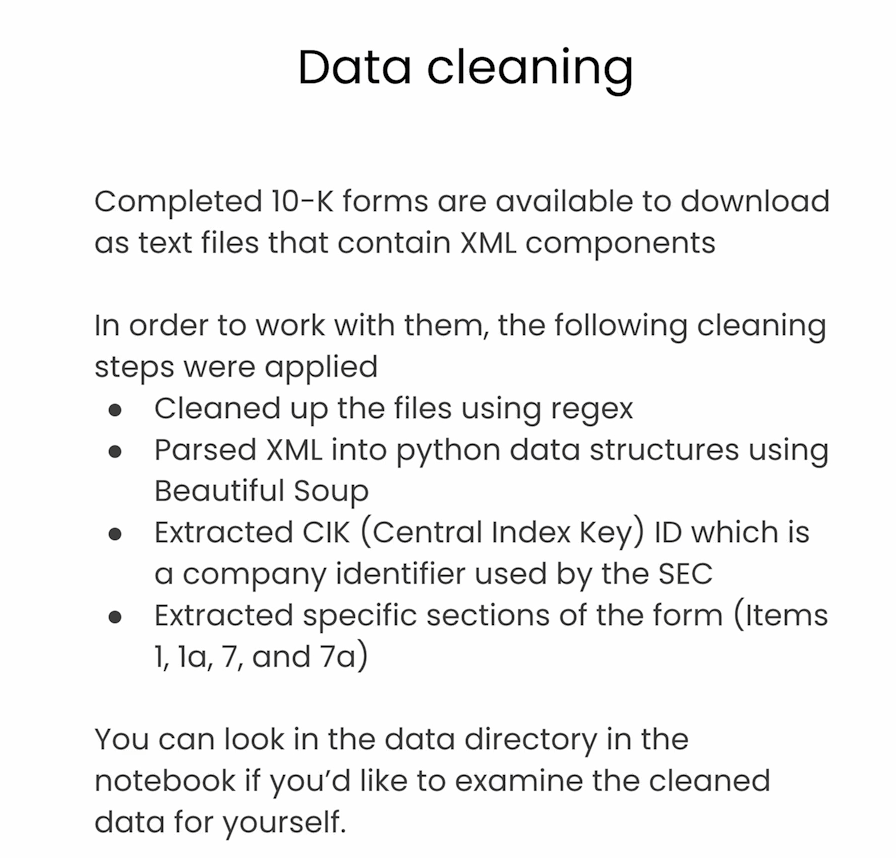 Data cleaning
Completed 10-K forms are available to download
as text files that contain XML components
In order to work with them, the following cleaning
steps were applied
● Cleaned up the files using regex
● Parsed XML into python data structures using
Beautiful Soup
● Extracted CIK (Central Index Key) ID which is
a company identifier used by the SEC
● Extracted specific sections of the form (Items
1, 1a, 7, and 7a)
You can look in the data directory in the
notebook if you’d like to examine the cleaned
data for yourself.